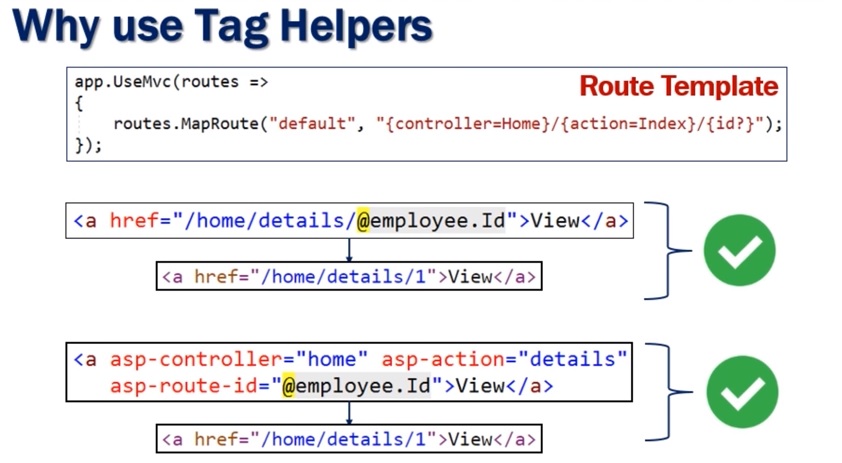 Why use Tag Helpers
app.UseMvc(routes =>
Route Template
{
routes.MapRoute("default", "{controller=Home}/{action=Index}/{id?}");
});
<a href="/home/details/@employee.Id">View</a>
<a href="/home/details/1">View</a>
<a asp-controller="home" asp-action="details"
asp-route-id="@employee.Id">View</a>
<a href="/home/details/1">View</a>